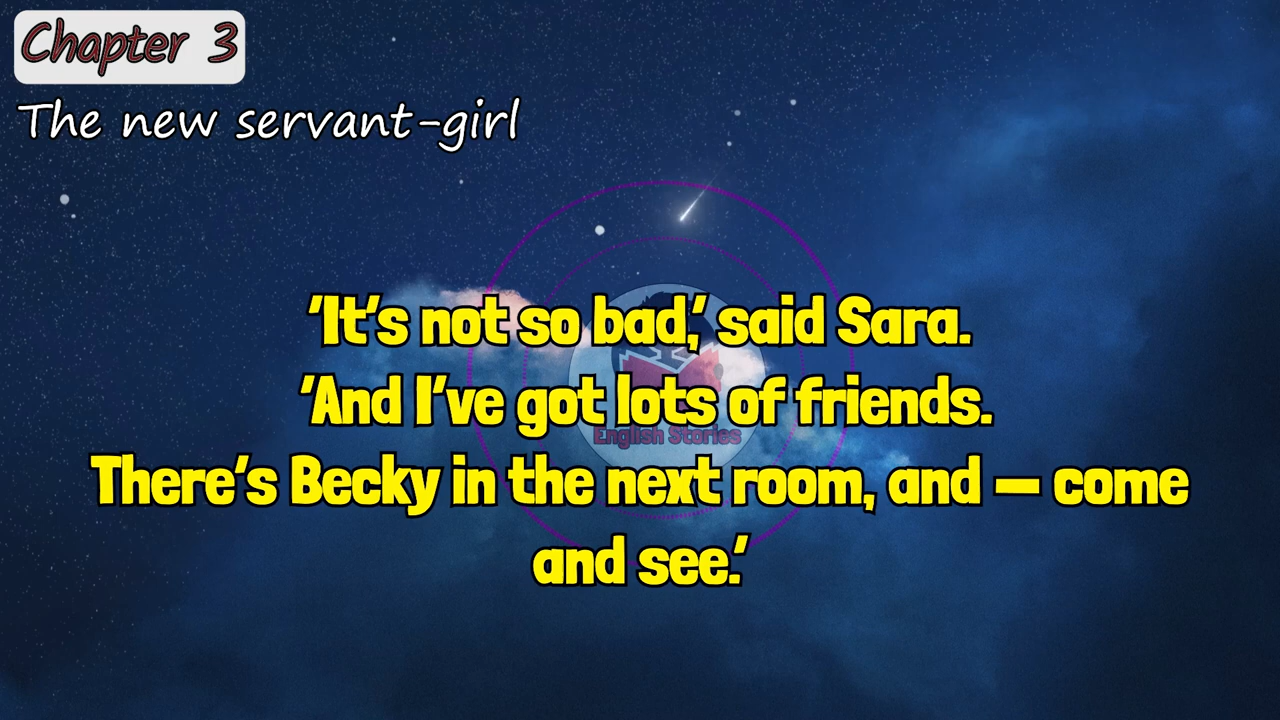 Chapter 3
The new servant-girl
'It's not so bad,' said Sara.
'And I've got lots of friends.
English Stories
There's Becky in the next room, and — come
and see.'